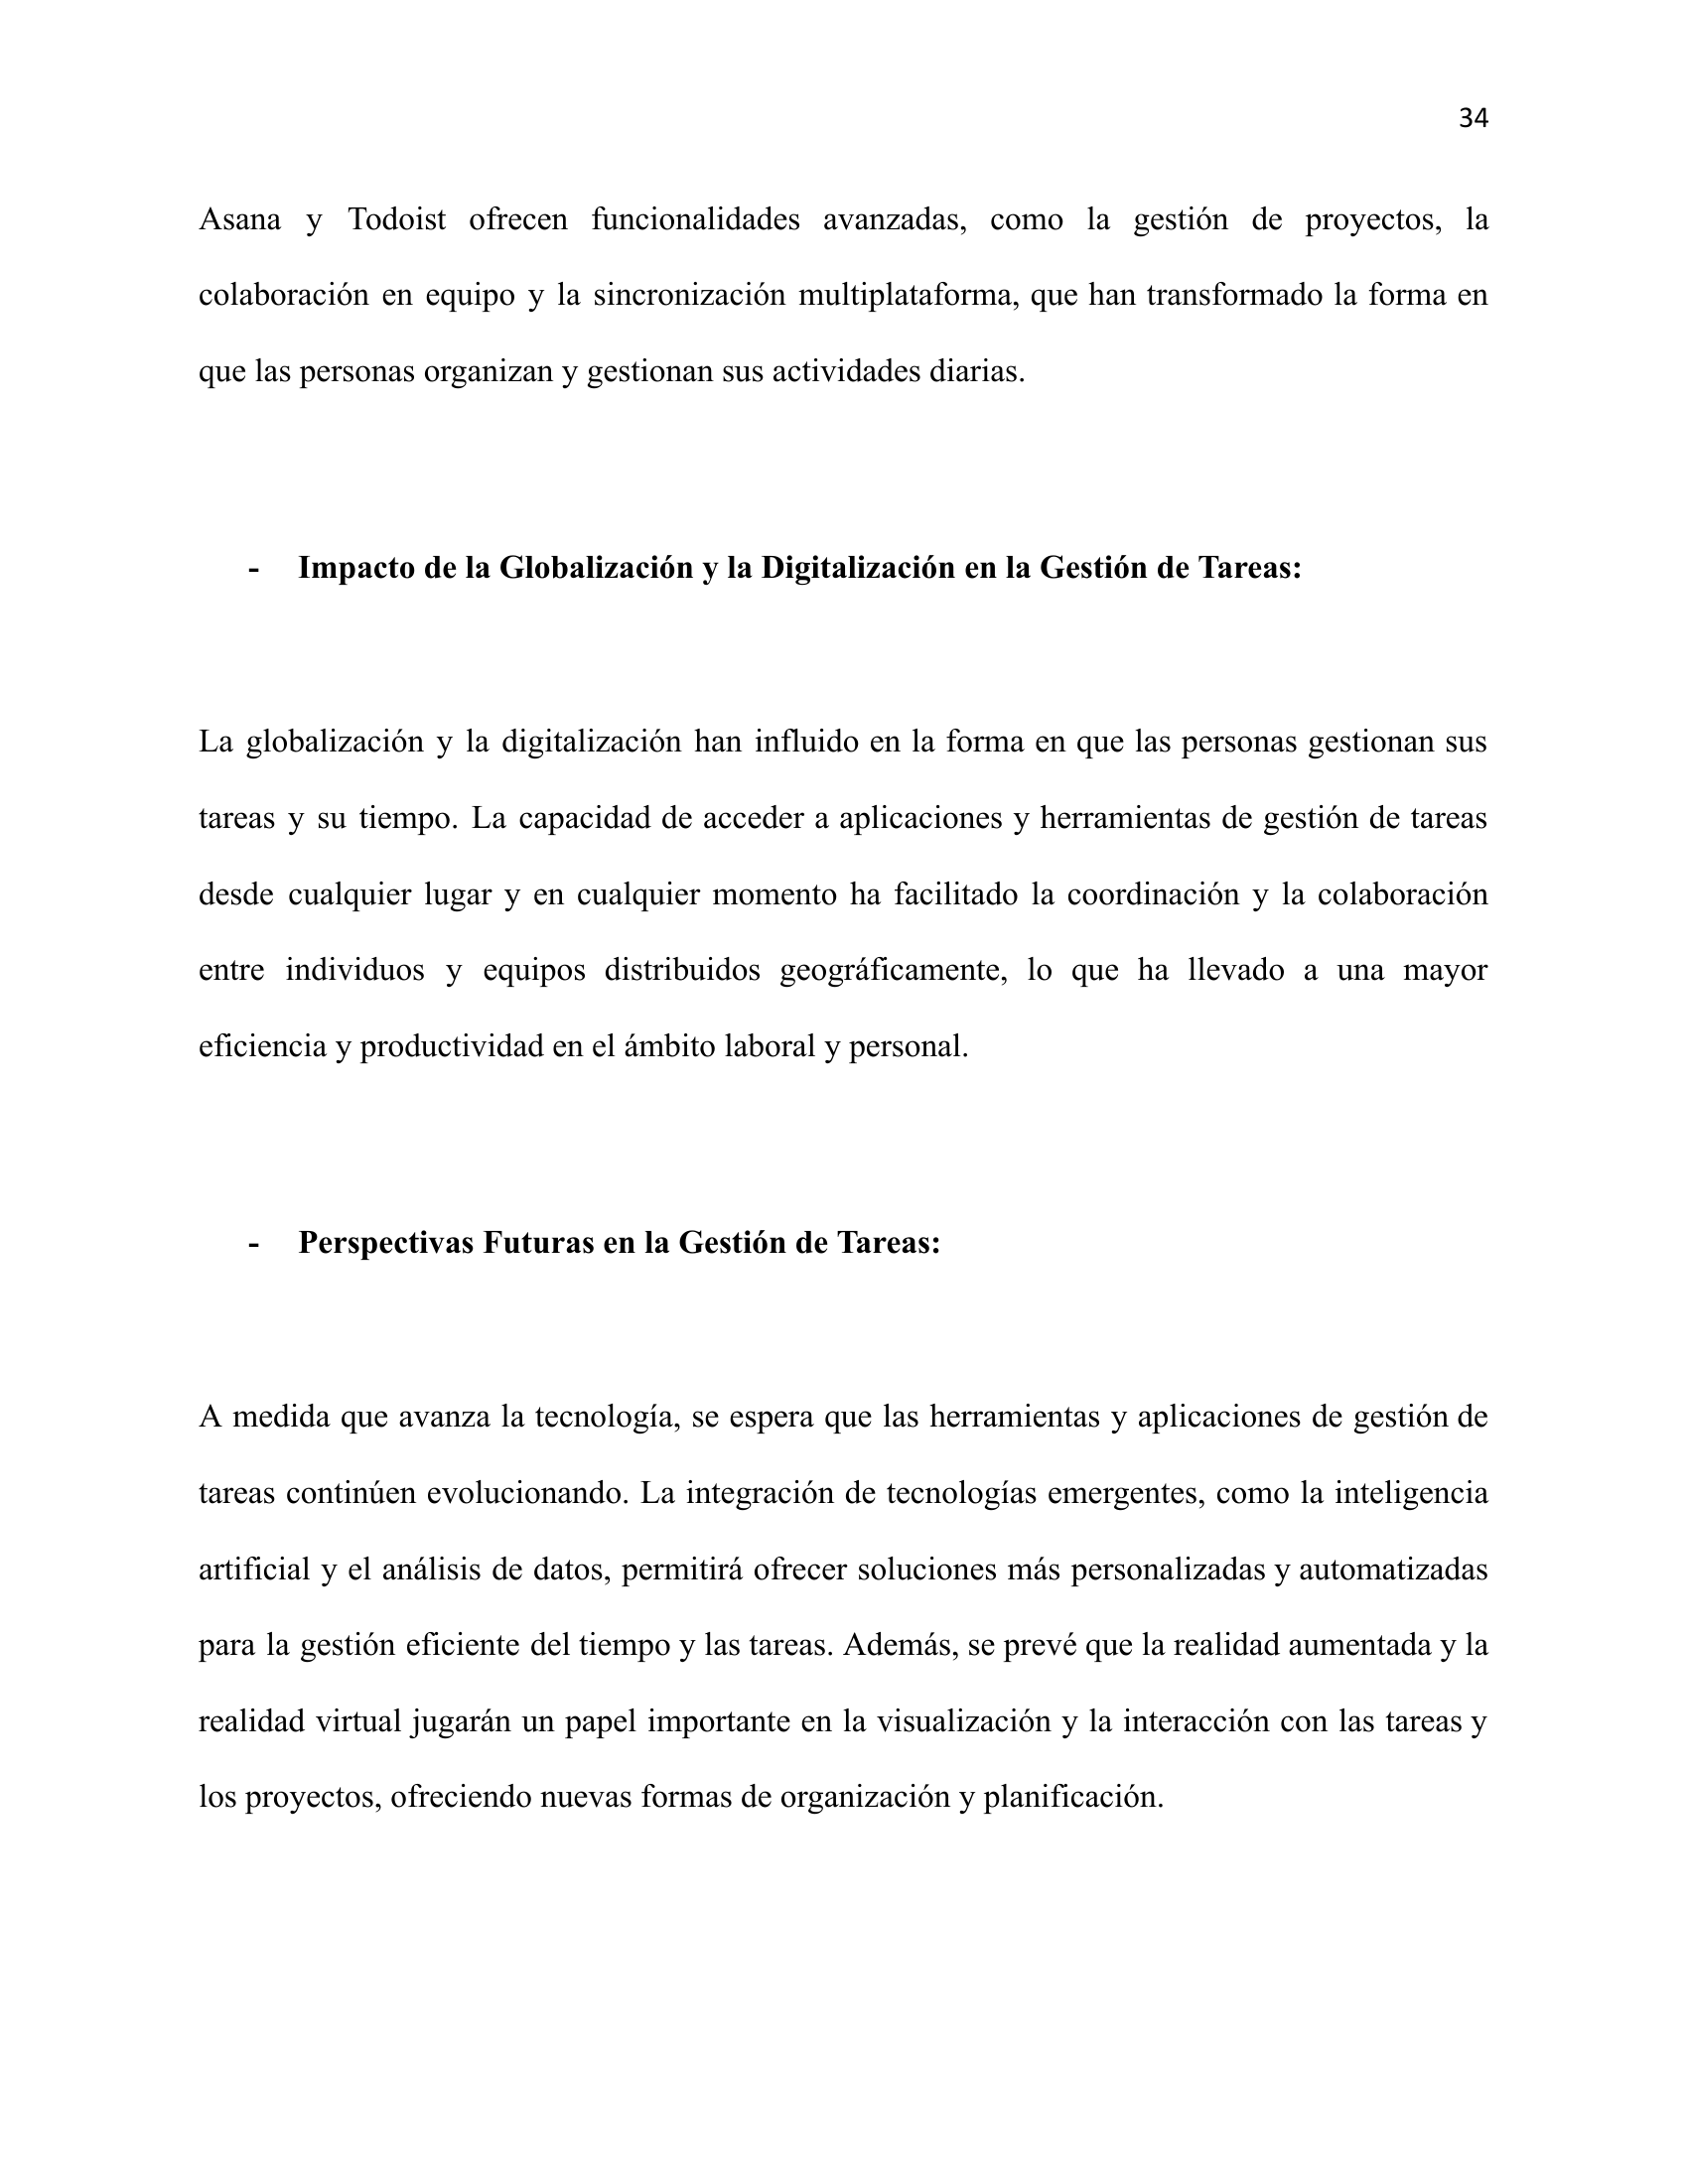 34
Asana y Todoist ofrecen funcionalidades avanzadas, como la gestión de proyectos, la
colaboración en equipo y la sincronización multiplataforma, que han transformado la forma en
que las personas organizan y gestionan sus actividades diarias.
- Impacto de la Globalización y la Digitalización en la Gestión de Tareas:
La globalización y la digitalización han influido en la forma en que las personas gestionan sus
tareas y su tiempo. La capacidad de acceder a aplicaciones y herramientas de gestión de tareas
desde cualquier lugar y en cualquier momento ha facilitado la coordinación y la colaboración
entre individuos y equipos distribuidos geográficamente, lo que ha llevado a una mayor
eficiencia y productividad en el ámbito laboral y personal.
- Perspectivas Futuras en la Gestión de Tareas:
A medida que avanza la tecnología, se espera que las herramientas y aplicaciones de gestión de
tareas continúen evolucionando. La integración de tecnologías emergentes, como la inteligencia
artificial y el análisis de datos, permitirá ofrecer soluciones más personalizadas y automatizadas
para la gestión eficiente del tiempo y las tareas. Además, se prevé que la realidad aumentada y la
realidad virtual jugarán un papel importante en la visualización y la interacción con las tareas y
los proyectos, ofreciendo nuevas formas de organización y planificación.